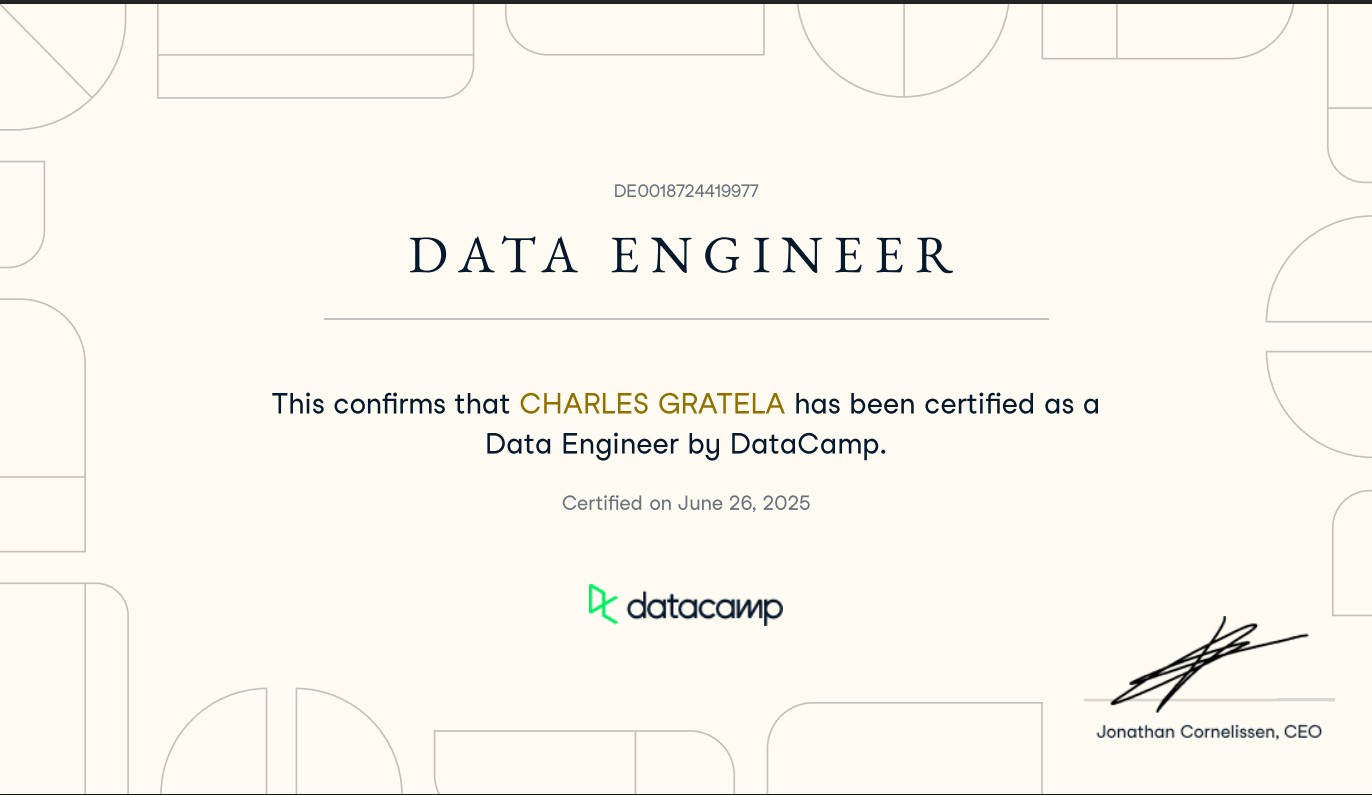 DE0018724419977
DATA ENGINEER
This confirms that CHARLES GRATELA has been certified as a
Data Engineer by DataCamp.
Certified on June 26, 2025
datacamp
Jonathan Cornelissen, CEO